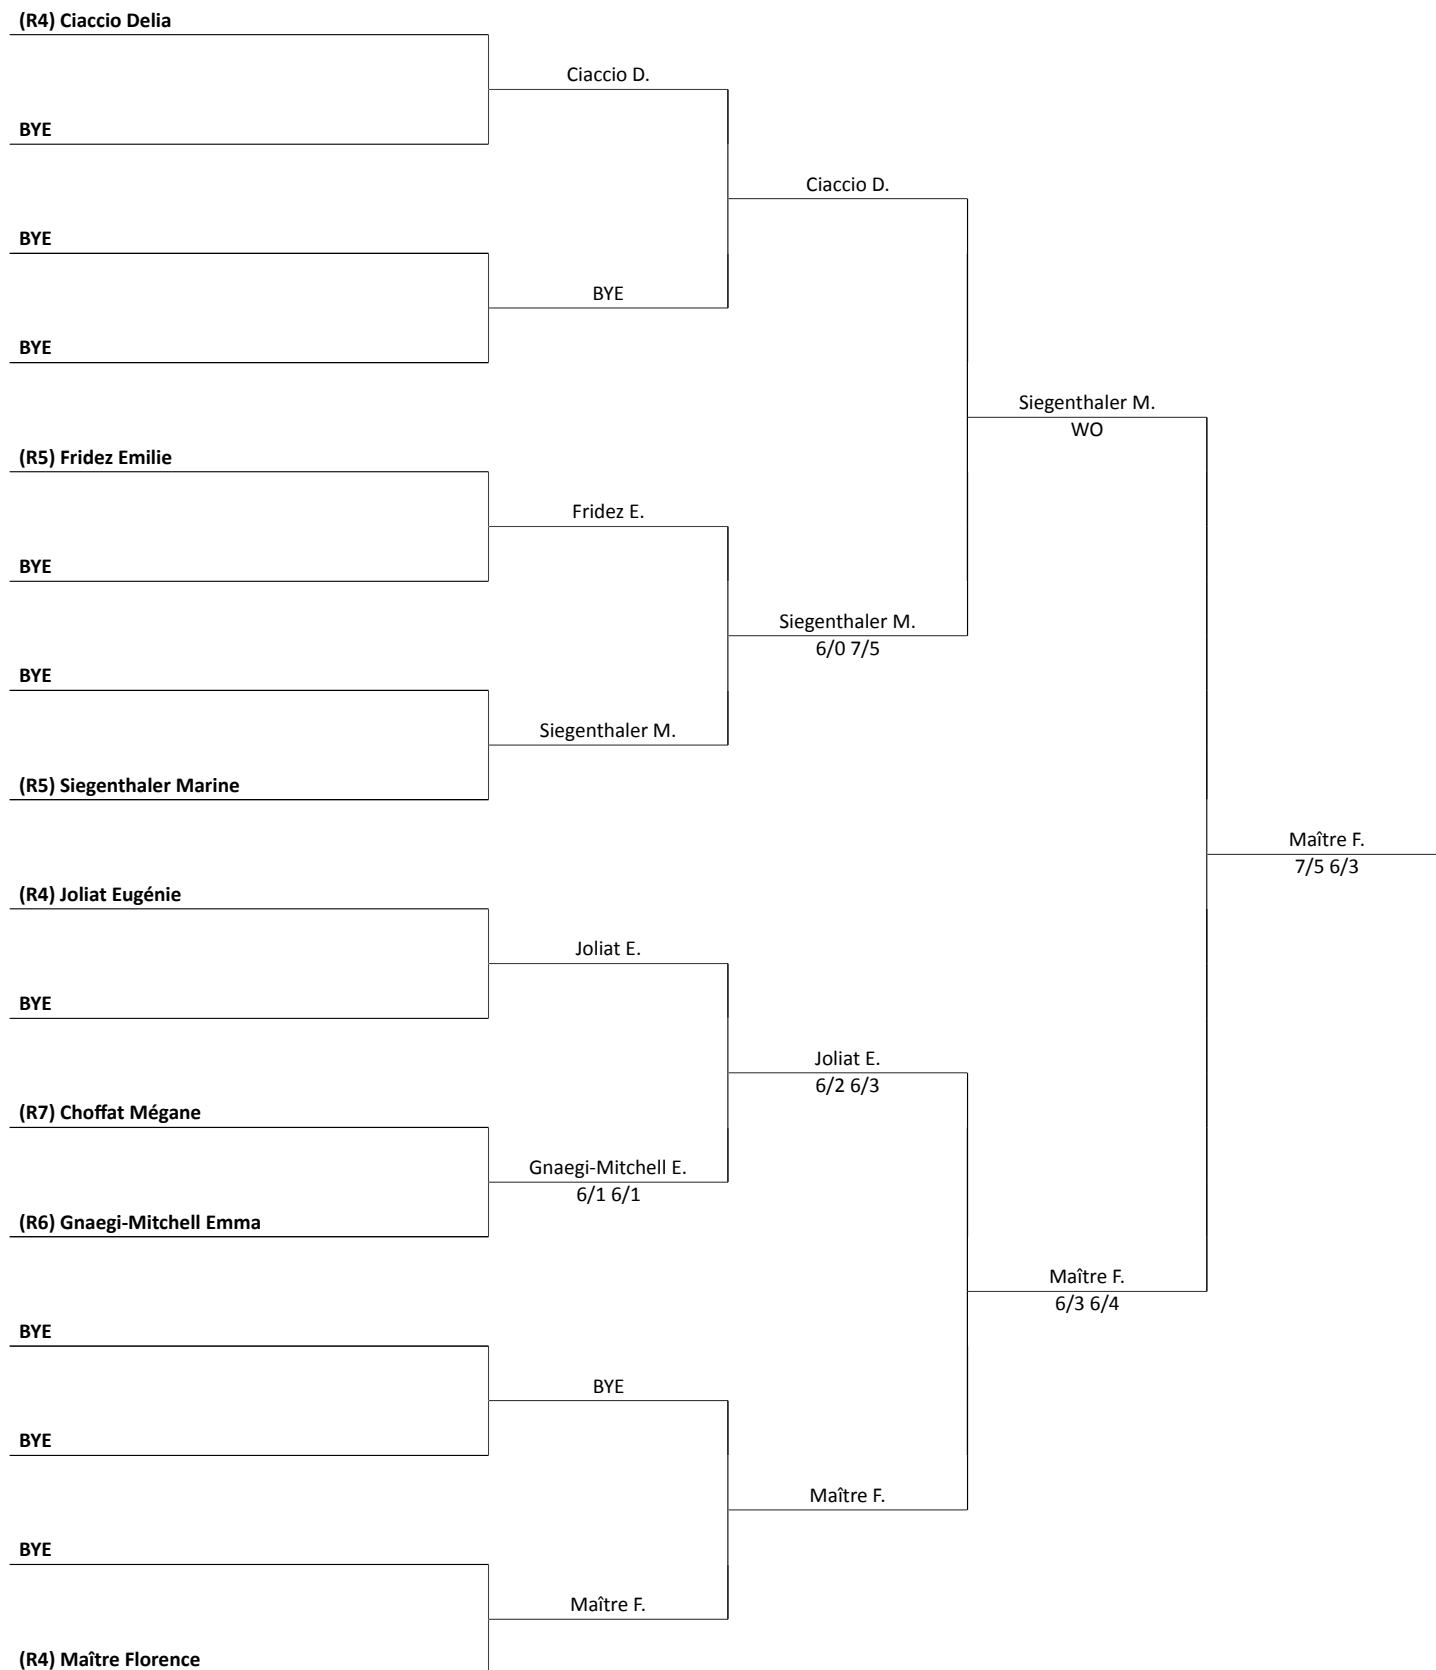 (R4) Ciaccio Delia
Ciaccio D.
BYE
Ciaccio D.
BYE
BYE
BYE
Siegenthaler M.
WO
(R5) Fridez Emilie
Fridez E.
BYE
Siegenthaler M.
6/0 7/5
BYE
Siegenthaler M.
(R5) Siegenthaler Marine
Maître F.
7/5 6/3
(R4) Joliat Eugénie
Joliat E.
BYE
Joliat E.
6/2 6/3
(R7) Choffat Mégane
Gnaegi-Mitchell E.
6/1 6/1
(R6) Gnaegi-Mitchell Emma
Maître F.
6/3 6/4
BYE
BYE
BYE
Maître F.
BYE
Maître F.
(R4) Maître Florence